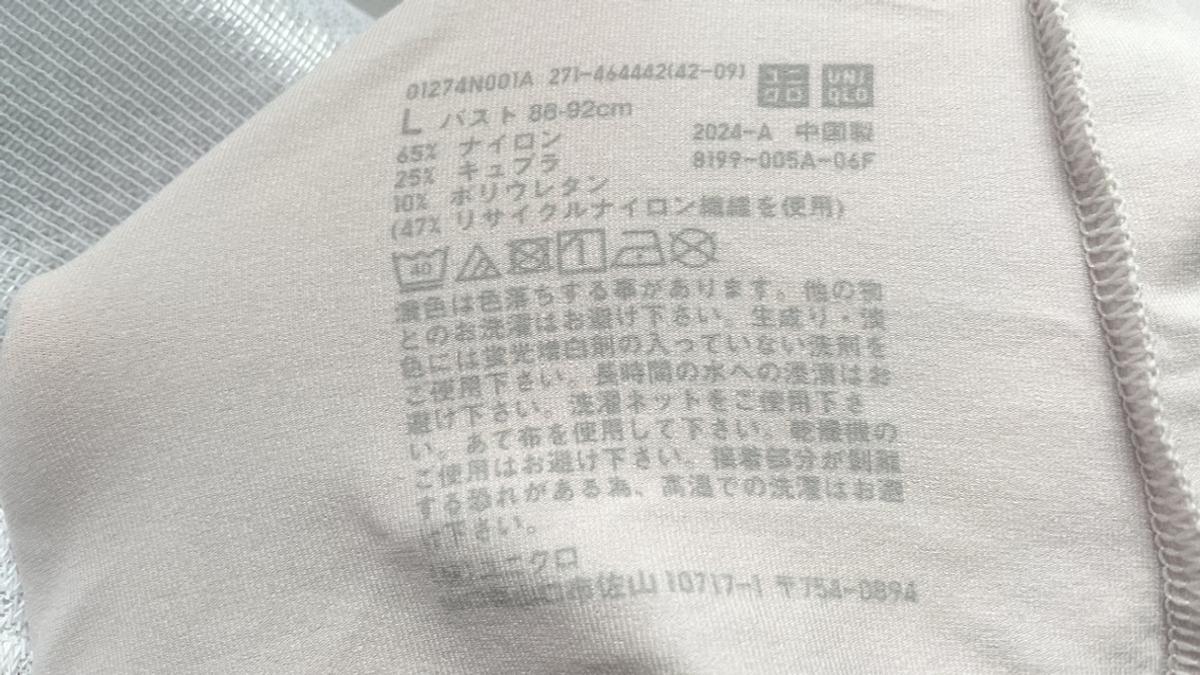 01274N001A 271-464442(42-09)
ユニクロ UNIQLO
L バスト 86-92cm
2024-A 中国製
65% ナイロン
8199-005A-06F
25% キュプラ
10% ポリウレタン
(47% リサイクルナイロン繊維を使用)
40
1
濃色は色落ちする事があります。他の物
とのお洗濯はお避け下さい。生成り・淡
色には蛍光増白剤の入っていない洗剤を
ご使用下さい。長時間の水への浸漬はお
避け下さい。洗濯ネットをご使用下さ
い。あて布を使用して下さい。乾燥機の
ご使用はお避け下さい。接着部分が剥離
する恐れがある為、高温での洗濯はお避
け下さい。
ユニクロ
山口市佐山 10717-1 〒754-0894